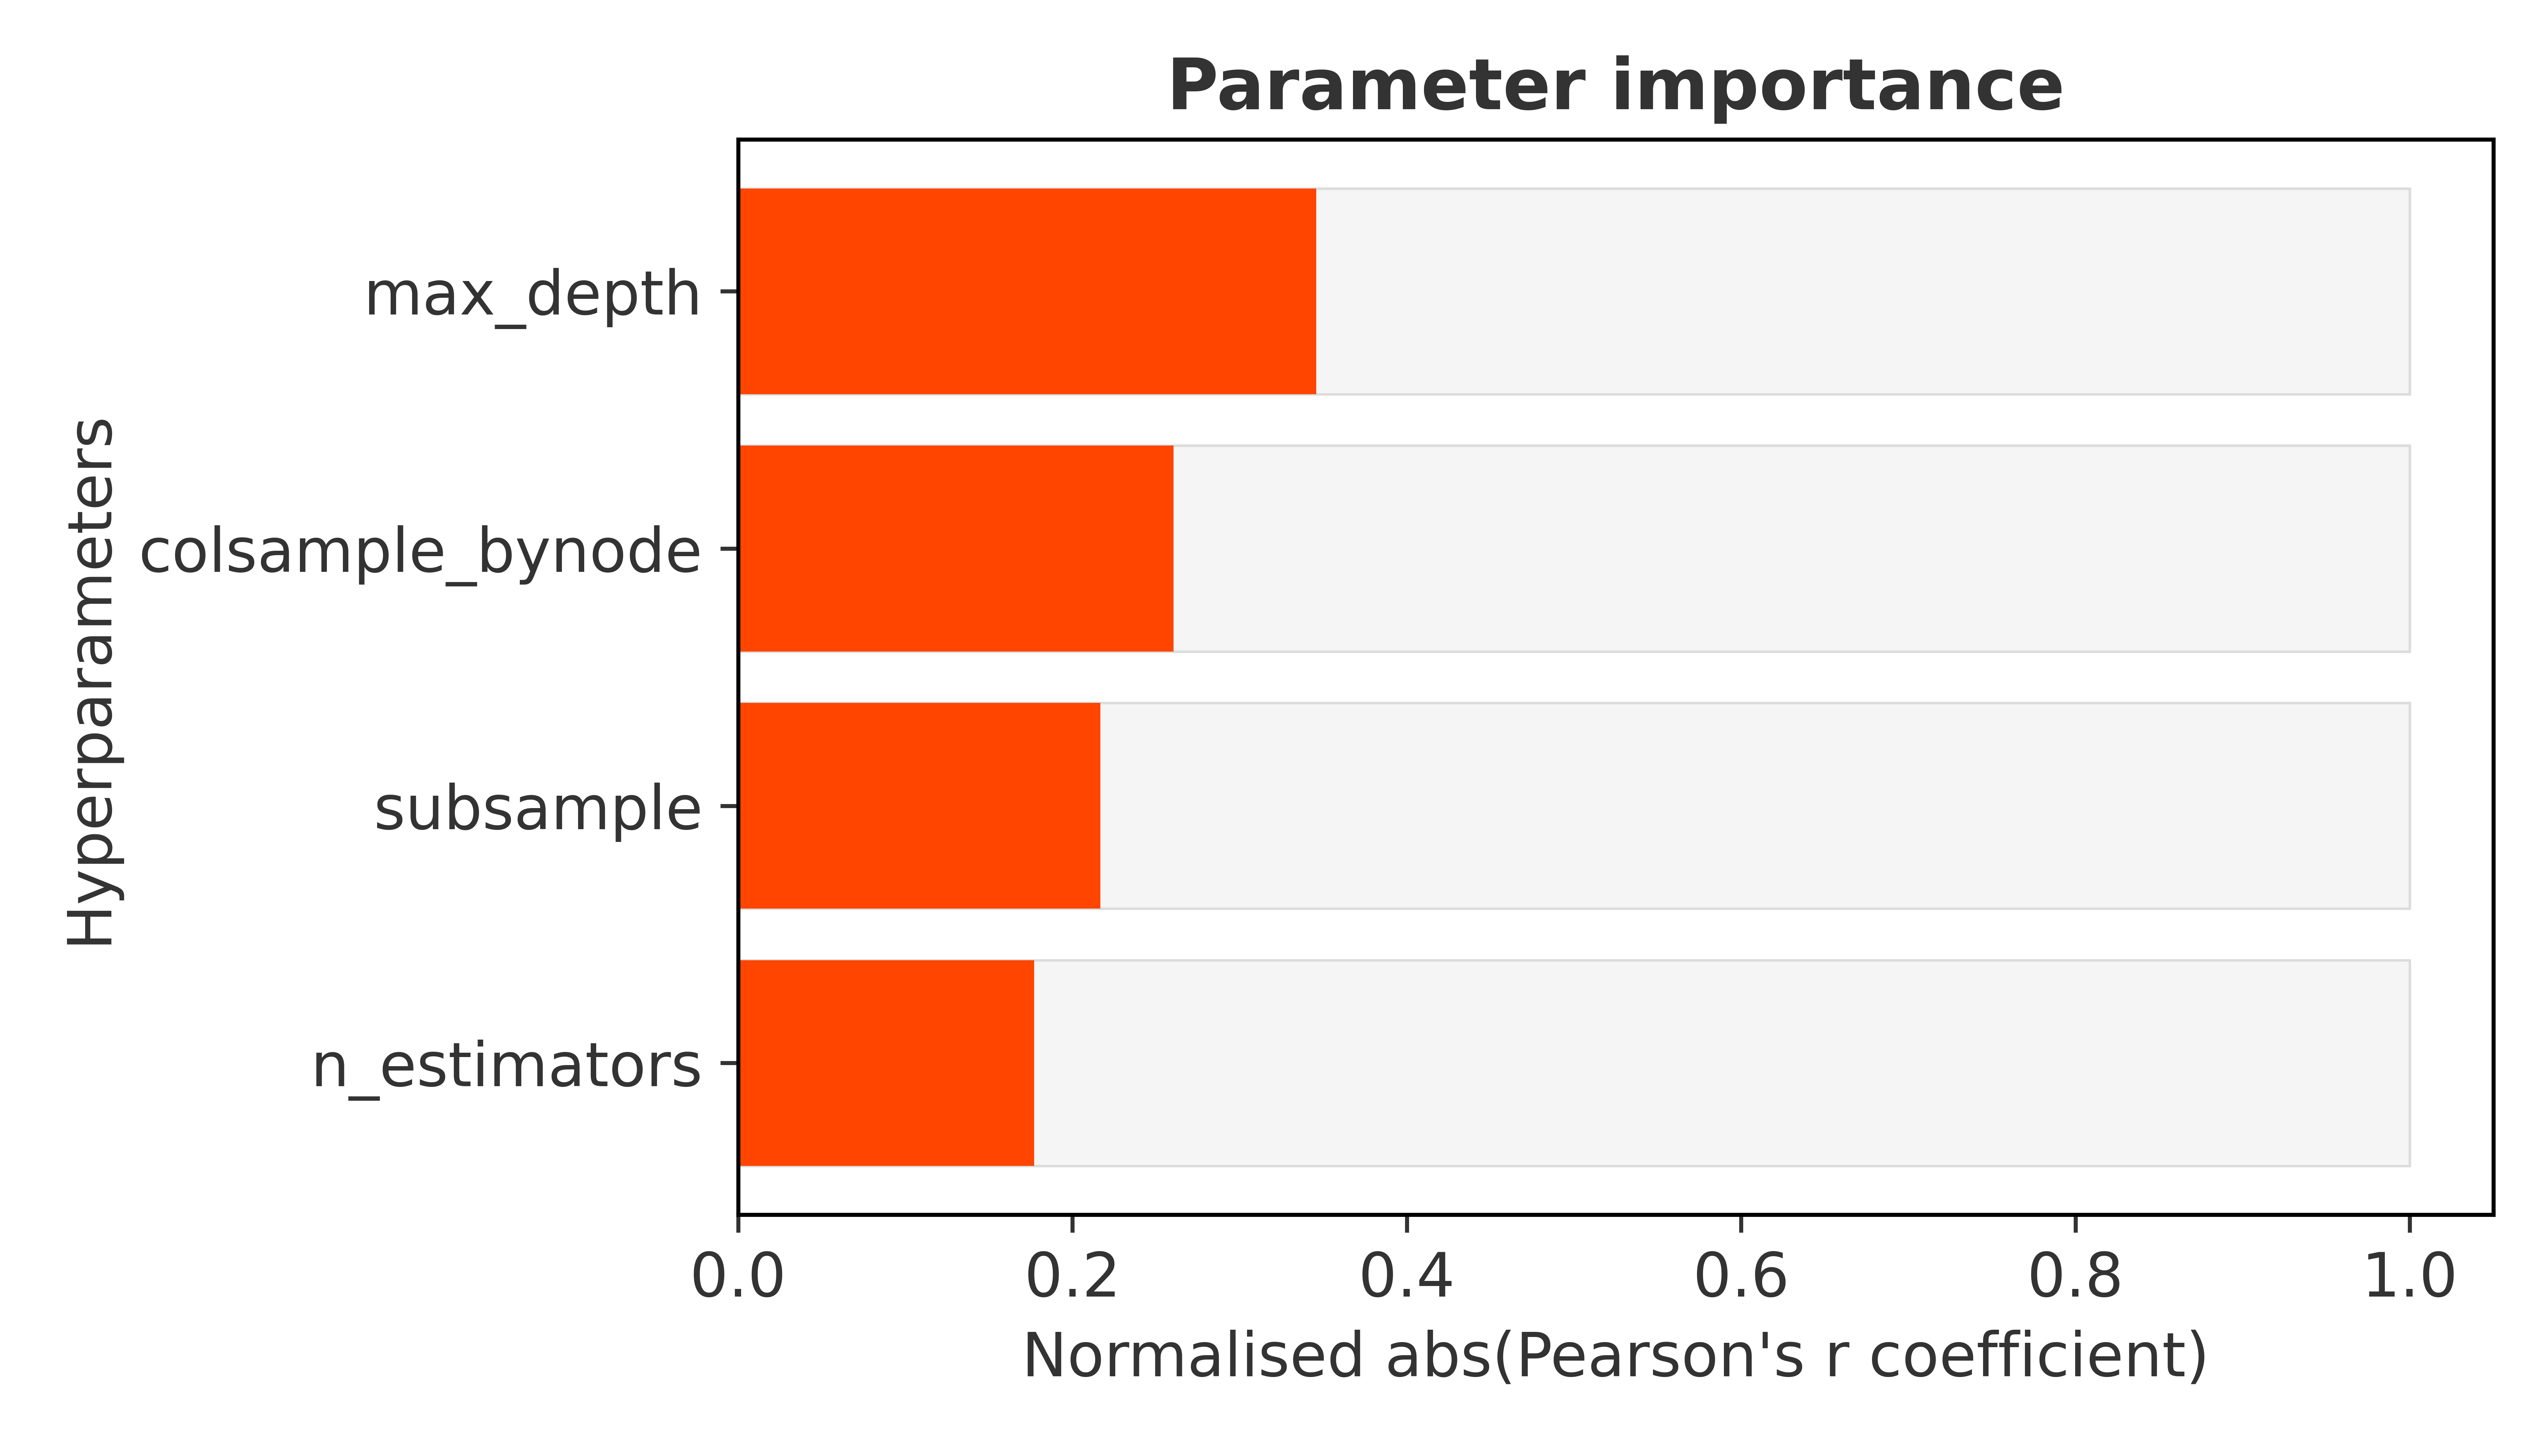 Parameter importance
Hyperparameters
max_depth
colsample_bynode
subsample
n_estimators
0.0 0.2 0.4 0.6 0.8 1.0
Normalised abs(Pearson's r coefficient)